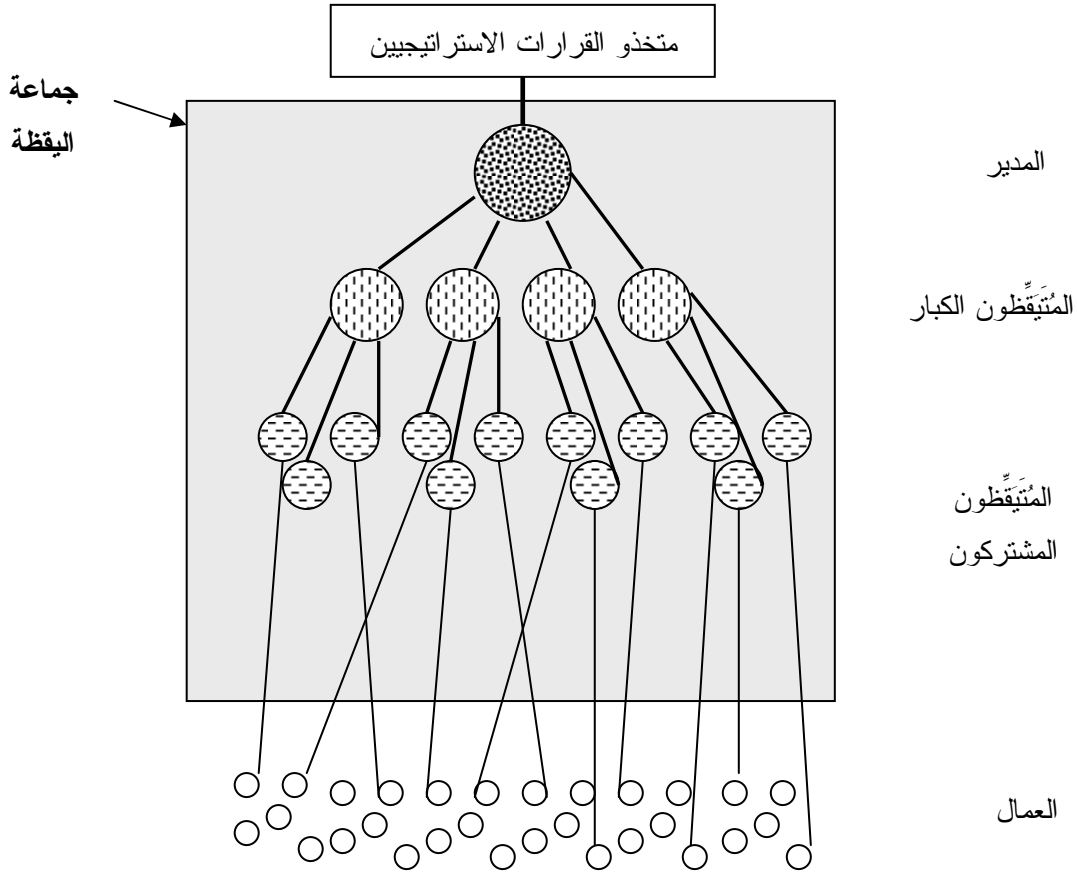 متخذو القرارات الاستراتيجيين
جماعة
اليقظة
المدير
المُتَيَقِّظون الكبار
المُتَيَقِّظون
المشتركون
العمال